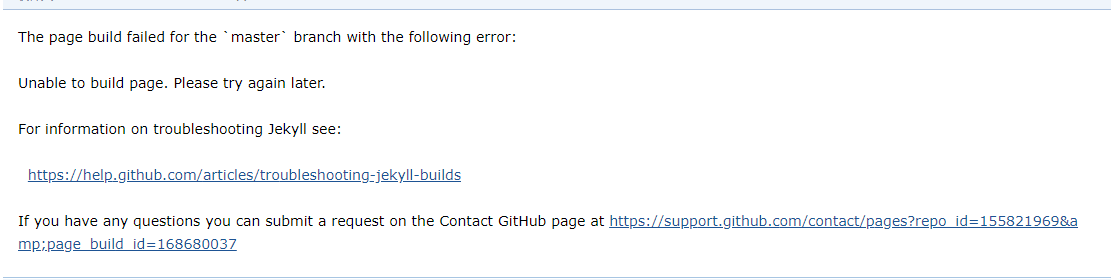 The page build failed for the `master` branch with the following error:
Unable to build page. Please try again later.
For information on troubleshooting Jekyll see:
https://help.github.com/articles/troubleshooting-jekyll-builds
If you have any questions you can submit a request on the Contact GitHub page at https://support.github.com/contact/pages?repo_id=155821969&a
mp;page_build_id=168680037